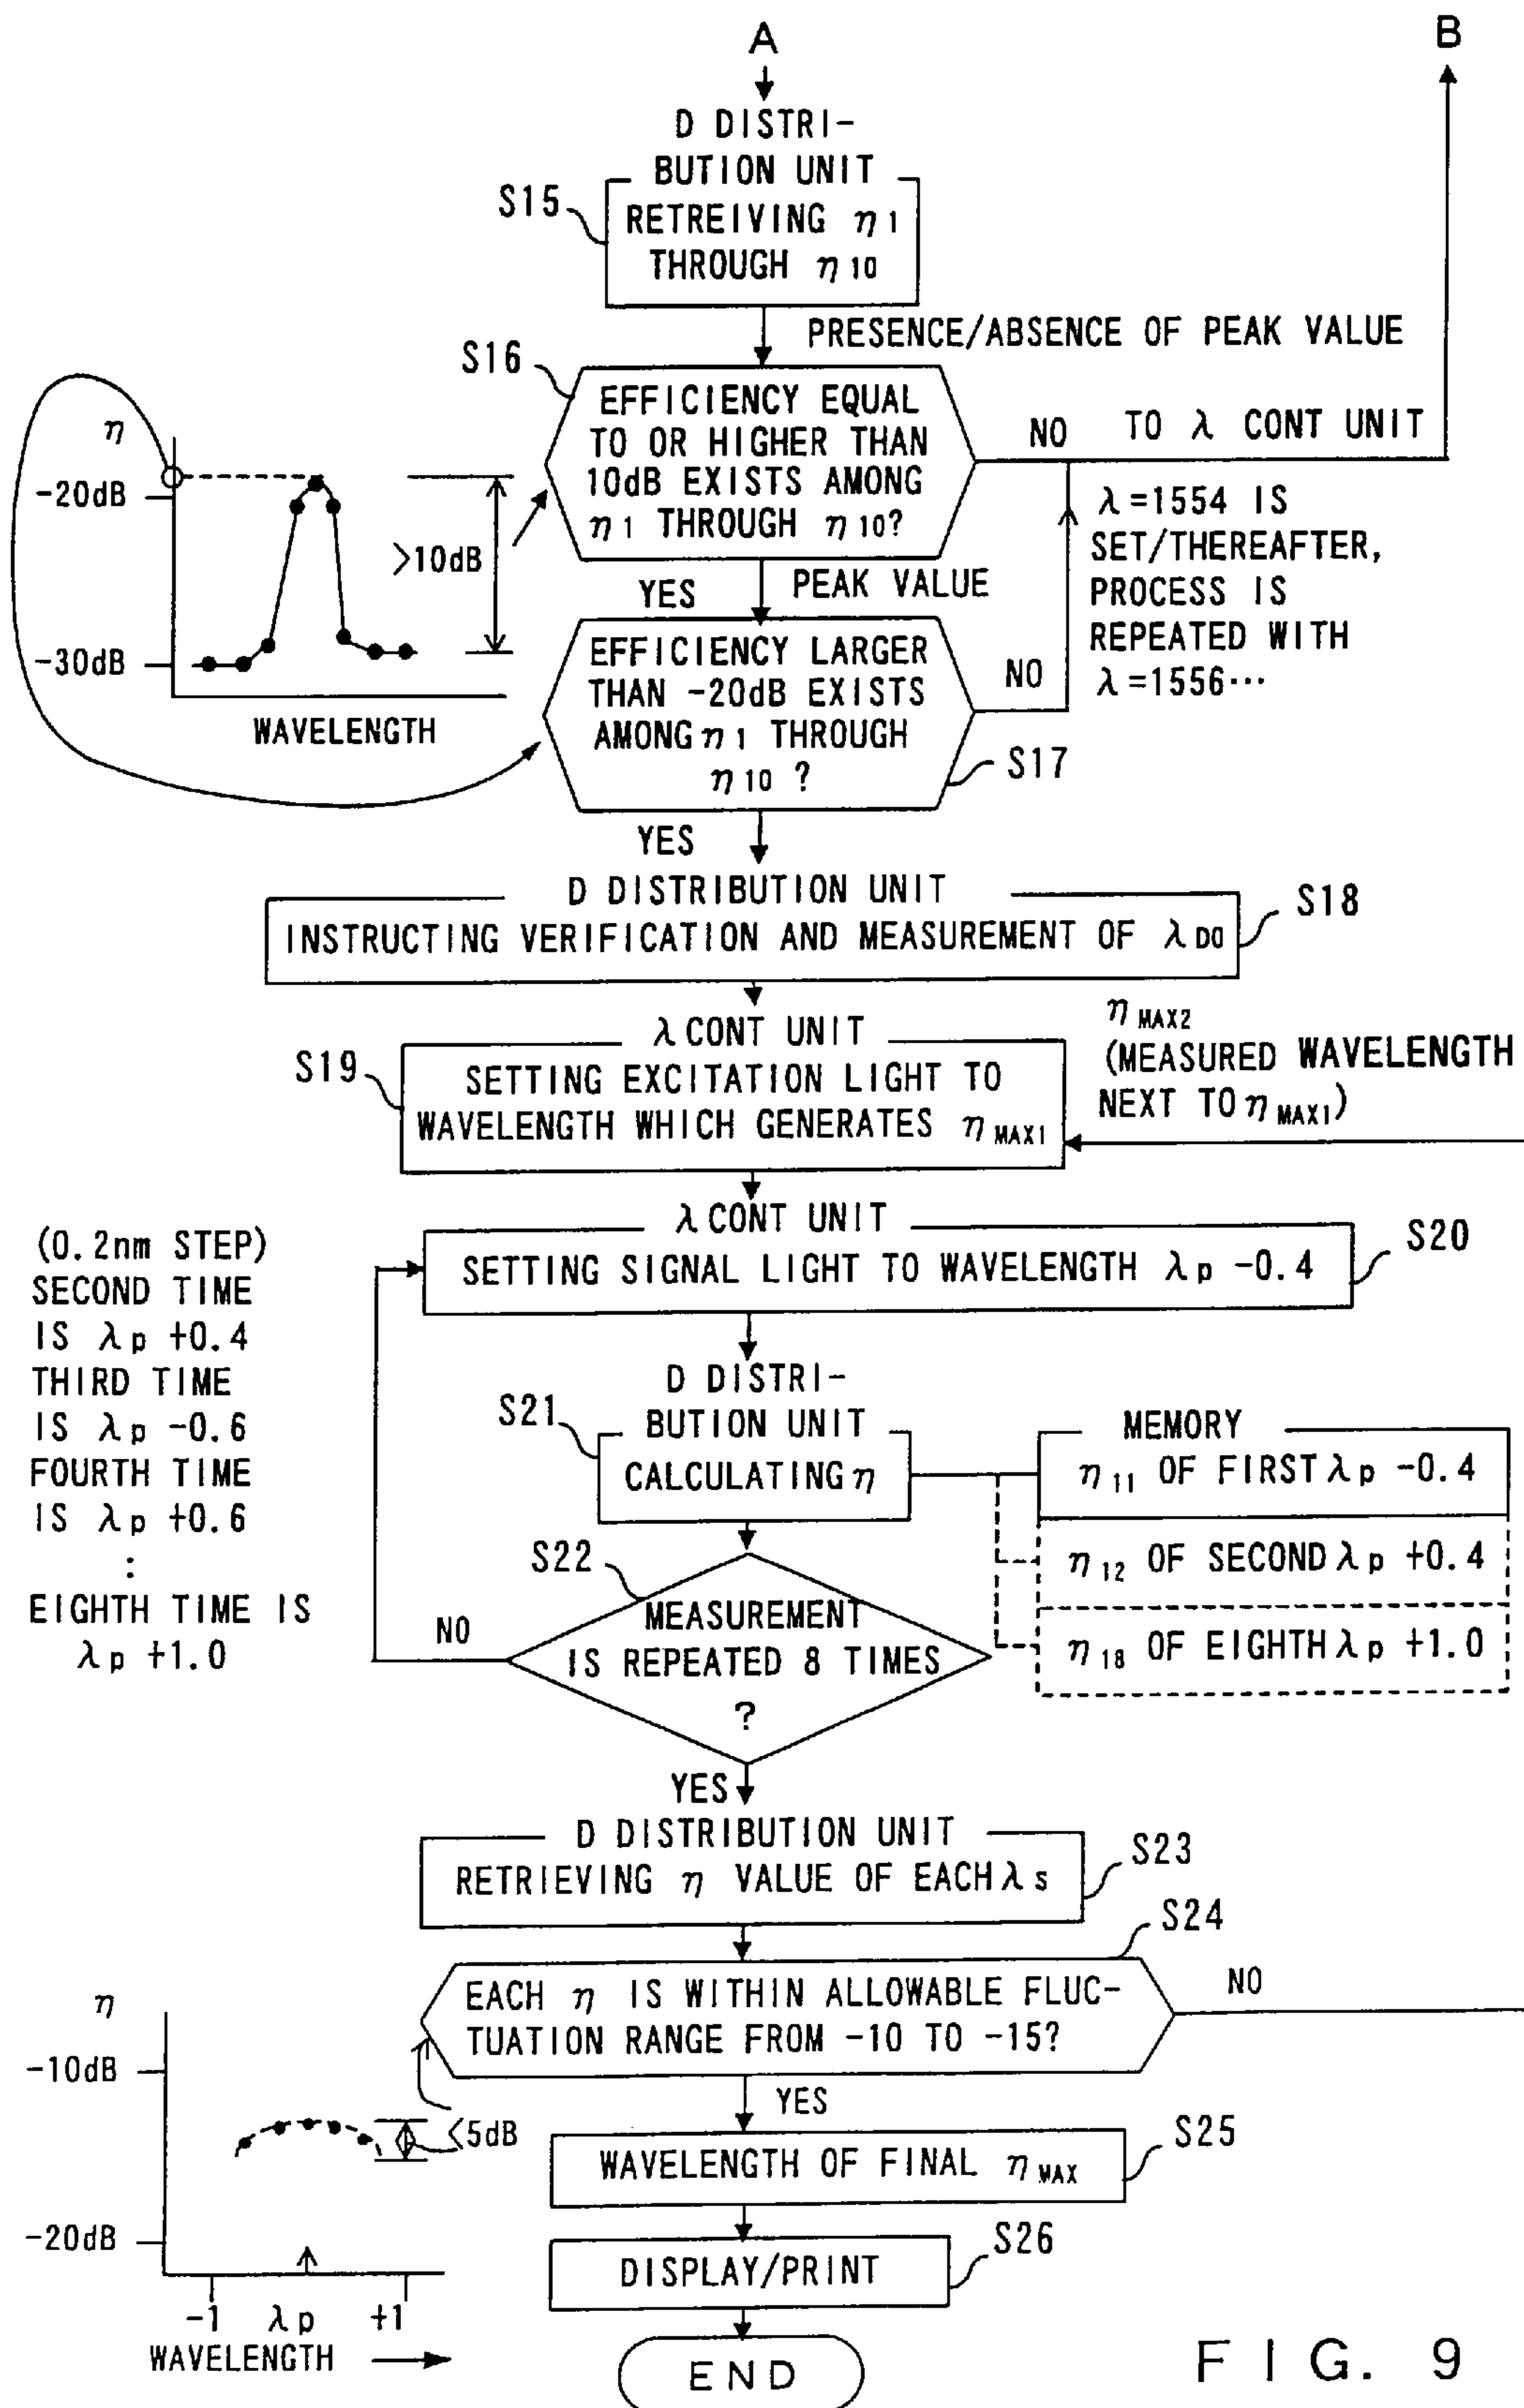 A
B
D DISTRI-
BUTION UNIT
S15
RETREIVING η1
THROUGH η10
PRESENCE/ABSENCE OF PEAK VALUE
S16
EFFICIENCY EQUAL
TO OR HIGHER THAN
10dB EXISTS AMONG
η1 THROUGH η10?
NO
TO λ CONT UNIT
η
-20dB
>10dB
-30dB
WAVELENGTH
λ=1554 IS
SET/THEREAFTER,
PROCESS IS
REPEATED WITH
λ=1556···
YES
PEAK VALUE
EFFICIENCY LARGER
THAN -20dB EXISTS
AMONG η1 THROUGH
η10 ?
NO
S17
YES
D DISTRIBUTION UNIT
S18
INSTRUCTING VERIFICATION AND MEASUREMENT OF λD0
λ CONT UNIT
S19
SETTING EXCITATION LIGHT TO
WAVELENGTH WHICH GENERATES ηMAX1
ηMAX2
(MEASURED WAVELENGTH
NEXT TO ηMAX1)
λ CONT UNIT
S20
SETTING SIGNAL LIGHT TO WAVELENGTH λp -0.4
(0.2nm STEP)
SECOND TIME
IS λp +0.4
THIRD TIME
IS λp -0.6
FOURTH TIME
IS λp +0.6
:
EIGHTH TIME IS
λp +1.0
D DISTRI-
BUTION UNIT
S21
CALCULATING η
MEMORY
η11 OF FIRST λp -0.4
η12 OF SECOND λp +0.4
η18 OF EIGHTH λp +1.0
S22
MEASUREMENT
IS REPEATED 8 TIMES
?
NO
YES
D DISTRIBUTION UNIT
S23
RETRIEVING η VALUE OF EACH λs
S24
EACH η IS WITHIN ALLOWABLE FLUC-
TUATION RANGE FROM -10 TO -15?
NO
YES
η
-10dB
<5dB
-20dB
-1 λp +1
WAVELENGTH
S25
WAVELENGTH OF FINAL ηMAX
S26
DISPLAY/PRINT
END
FIG. 9